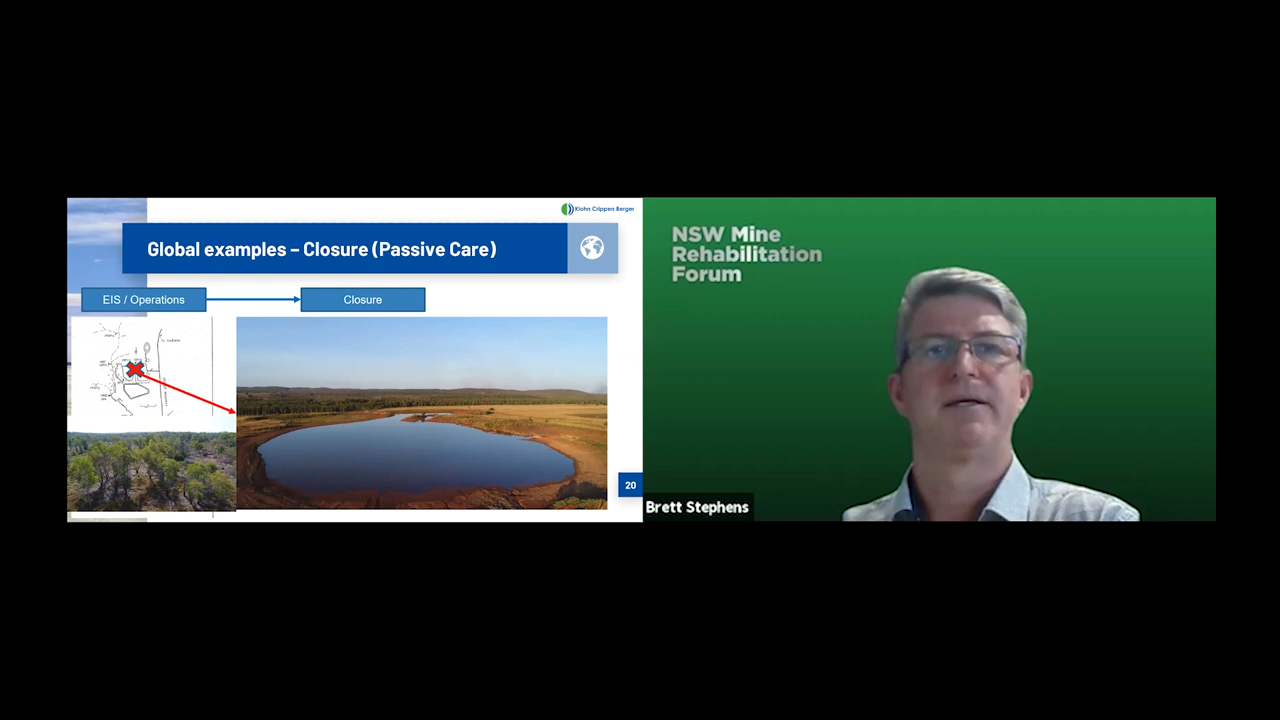 Klohn Crippen Berger
Global examples – Closure (Passive Care)
EIS / Operations
Closure
20
NSW Mine
Rehabilitation
Forum
Brett Stephens